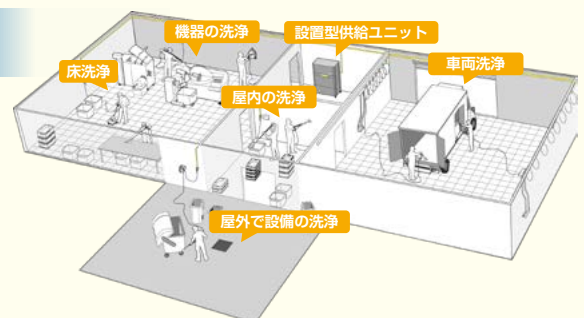 機器の洗浄
設置型供給ユニット
床洗浄
車両洗浄
屋内の洗浄
屋外で設備の洗浄